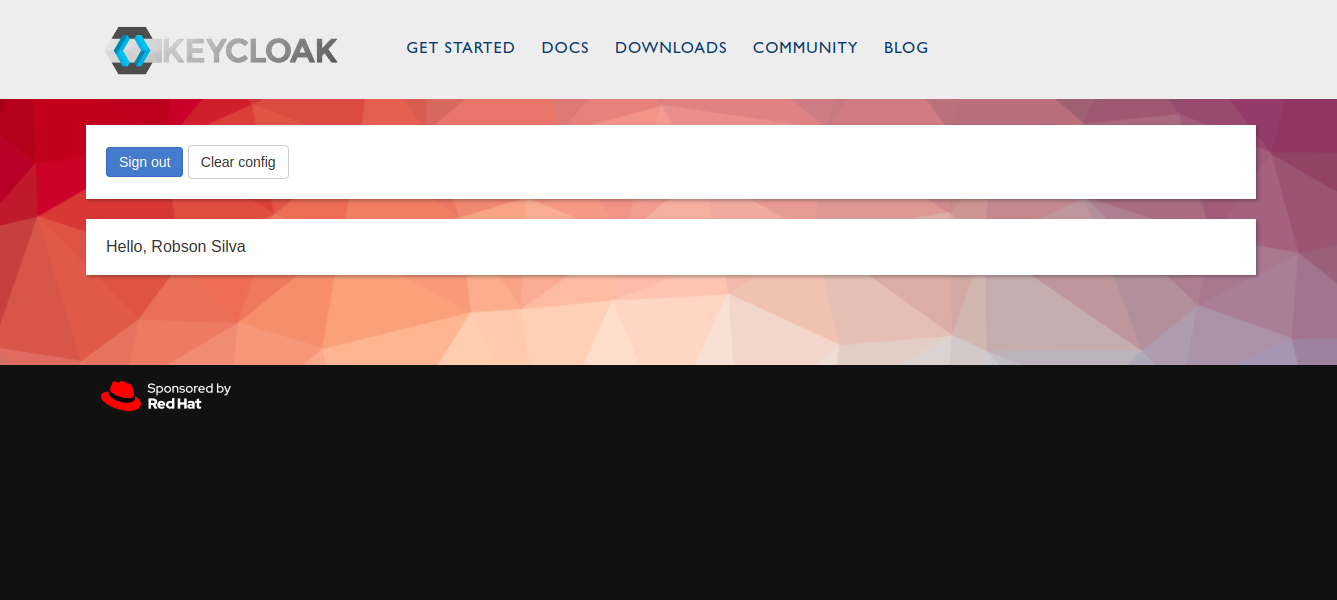 KEYCLOAK
GET STARTED DOCS DOWNLOADS COMMUNITY BLOG
Sign out Clear config
Hello, Robson Silva
Sponsored by
Red Hat